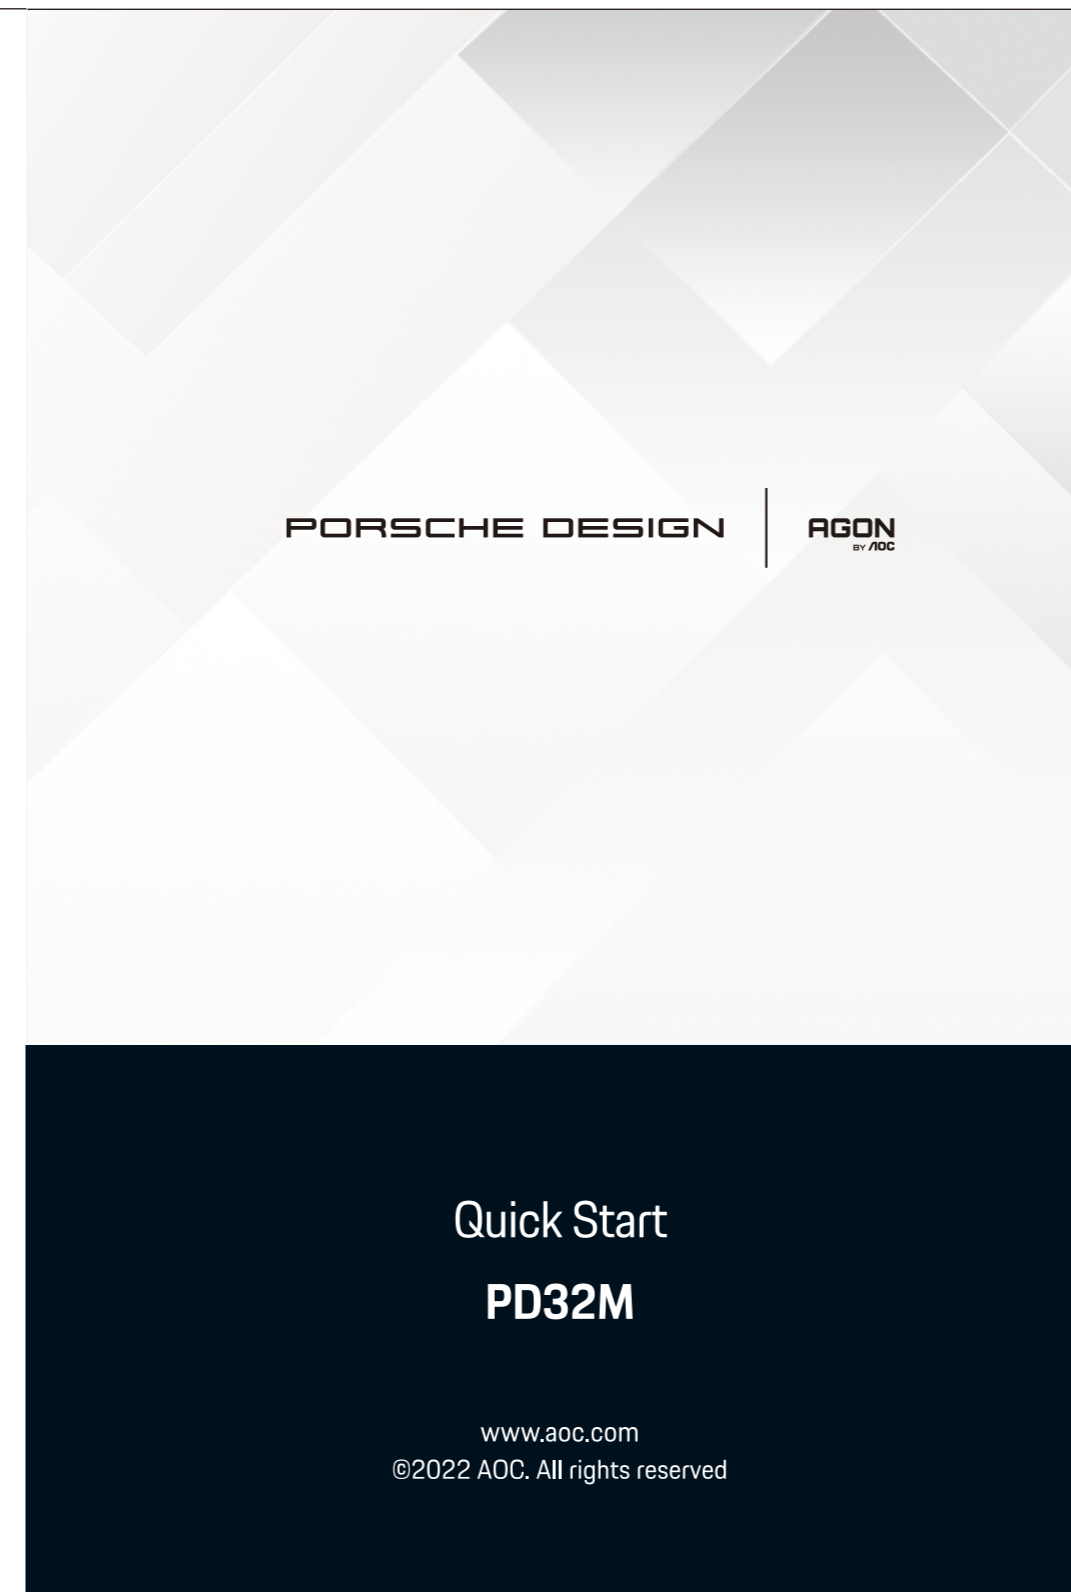 PORSCHE DESIGN
AGON
BY AOC
Quick Start
PD32M
www.aoc.com
©2022 AOC. All rights reserved